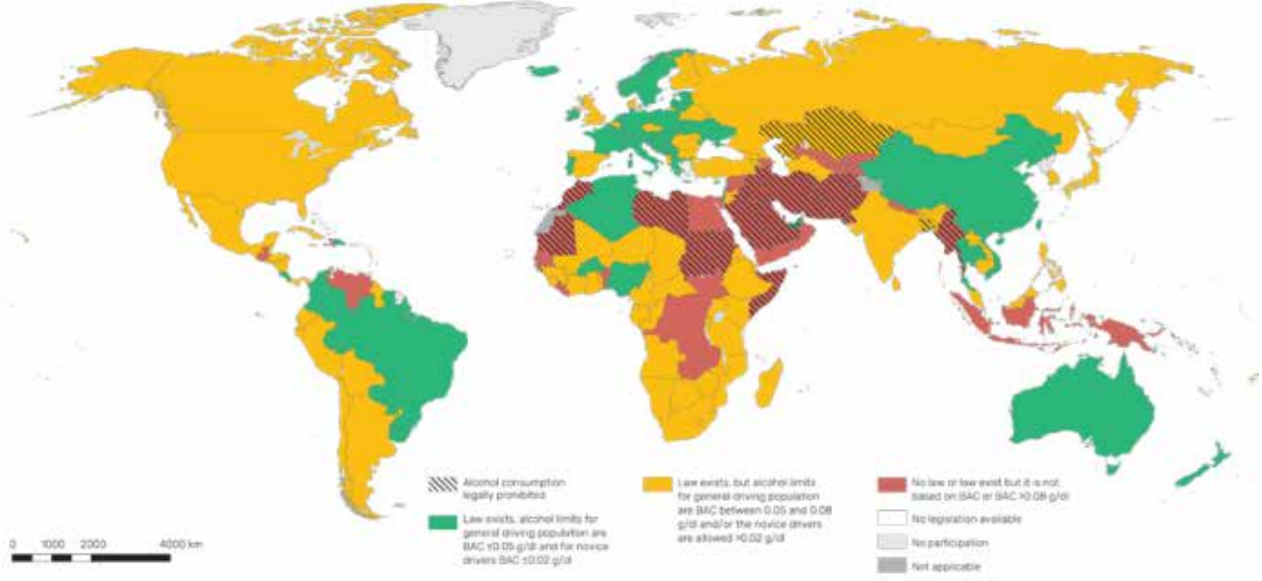 Alcohol consumption
legally prohibited
Law exists, alcohol limits for
general driving population are
BAC ≤0.05 g/dl and for novice
drivers BAC ≤0.02 g/dl
Law exists, but alcohol limits
for general driving population
are BAC between 0.05 and 0.08
g/dl and/or the novice drivers
are allowed >0.02 g/dl
No law or law exist but it is not
based on BAC or BAC >0.08 g/dl
No legislation available
No participation
Not applicable
0 1000 2000 4000 km